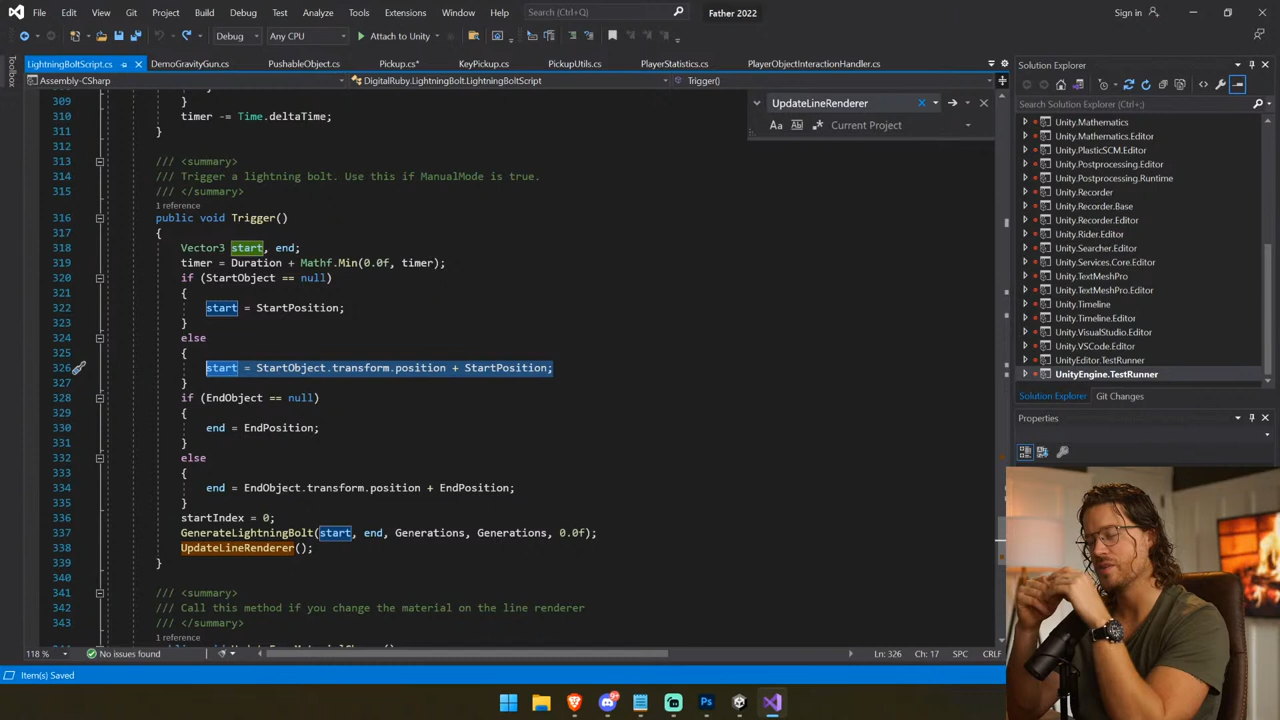 File Edit View Git Project Build Debug Test Analyze Tools Extensions Window Help Search (Ctrl+Q) Father 2022 Sign in
Debug Any CPU Attach to Unity
LightningBoltScript.cs DemoGravityGun.cs PushableObject.cs Pickup.cs* KeyPickup.cs PickupUtils.cs PlayerStatistics.cs PlayerObjectInteractionHandler.cs
Assembly-CSharp DigitalRuby.LightningBolt.LightningBoltScript Trigger()
Toolbox
UpdateLineRenderer
Aa Current Project
309 }
310 timer -= Time.deltaTime;
311 }
312
313 /// <summary>
314 /// Trigger a lightning bolt. Use this if ManualMode is true.
315 /// </summary>
1 reference
316 public void Trigger()
317 {
318 Vector3 start, end;
319 timer = Duration + Mathf.Min(0.0f, timer);
320 if (StartObject == null)
321 {
322 start = StartPosition;
323 }
324 else
325 {
326 start = StartObject.transform.position + StartPosition;
327 }
328 if (EndObject == null)
329 {
330 end = EndPosition;
331 }
332 else
333 {
334 end = EndObject.transform.position + EndPosition;
335 }
336 startIndex = 0;
337 GenerateLightningBolt(start, end, Generations, Generations, 0.0f);
338 UpdateLineRenderer();
339 }
340
341 /// <summary>
342 /// Call this method if you change the material on the line renderer
343 /// </summary>
1 reference
118 % No issues found Ln: 326 Ch: 17 SPC CRLF
Item(s) Saved
Solution Explorer
Search Solution Explorer (Ctrl+;)
Unity.Mathematics
Unity.Mathematics.Editor
Unity.PlasticSCM.Editor
Unity.Postprocessing.Editor
Unity.Postprocessing.Runtime
Unity.Recorder
Unity.Recorder.Base
Unity.Recorder.Editor
Unity.Rider.Editor
Unity.Searcher.Editor
Unity.Services.Core.Editor
Unity.TextMeshPro
Unity.TextMeshPro.Editor
Unity.Timeline
Unity.Timeline.Editor
Unity.VisualStudio.Editor
Unity.VSCode.Editor
UnityEditor.TestRunner
UnityEngine.TestRunner
Solution Explorer Git Changes
Properties